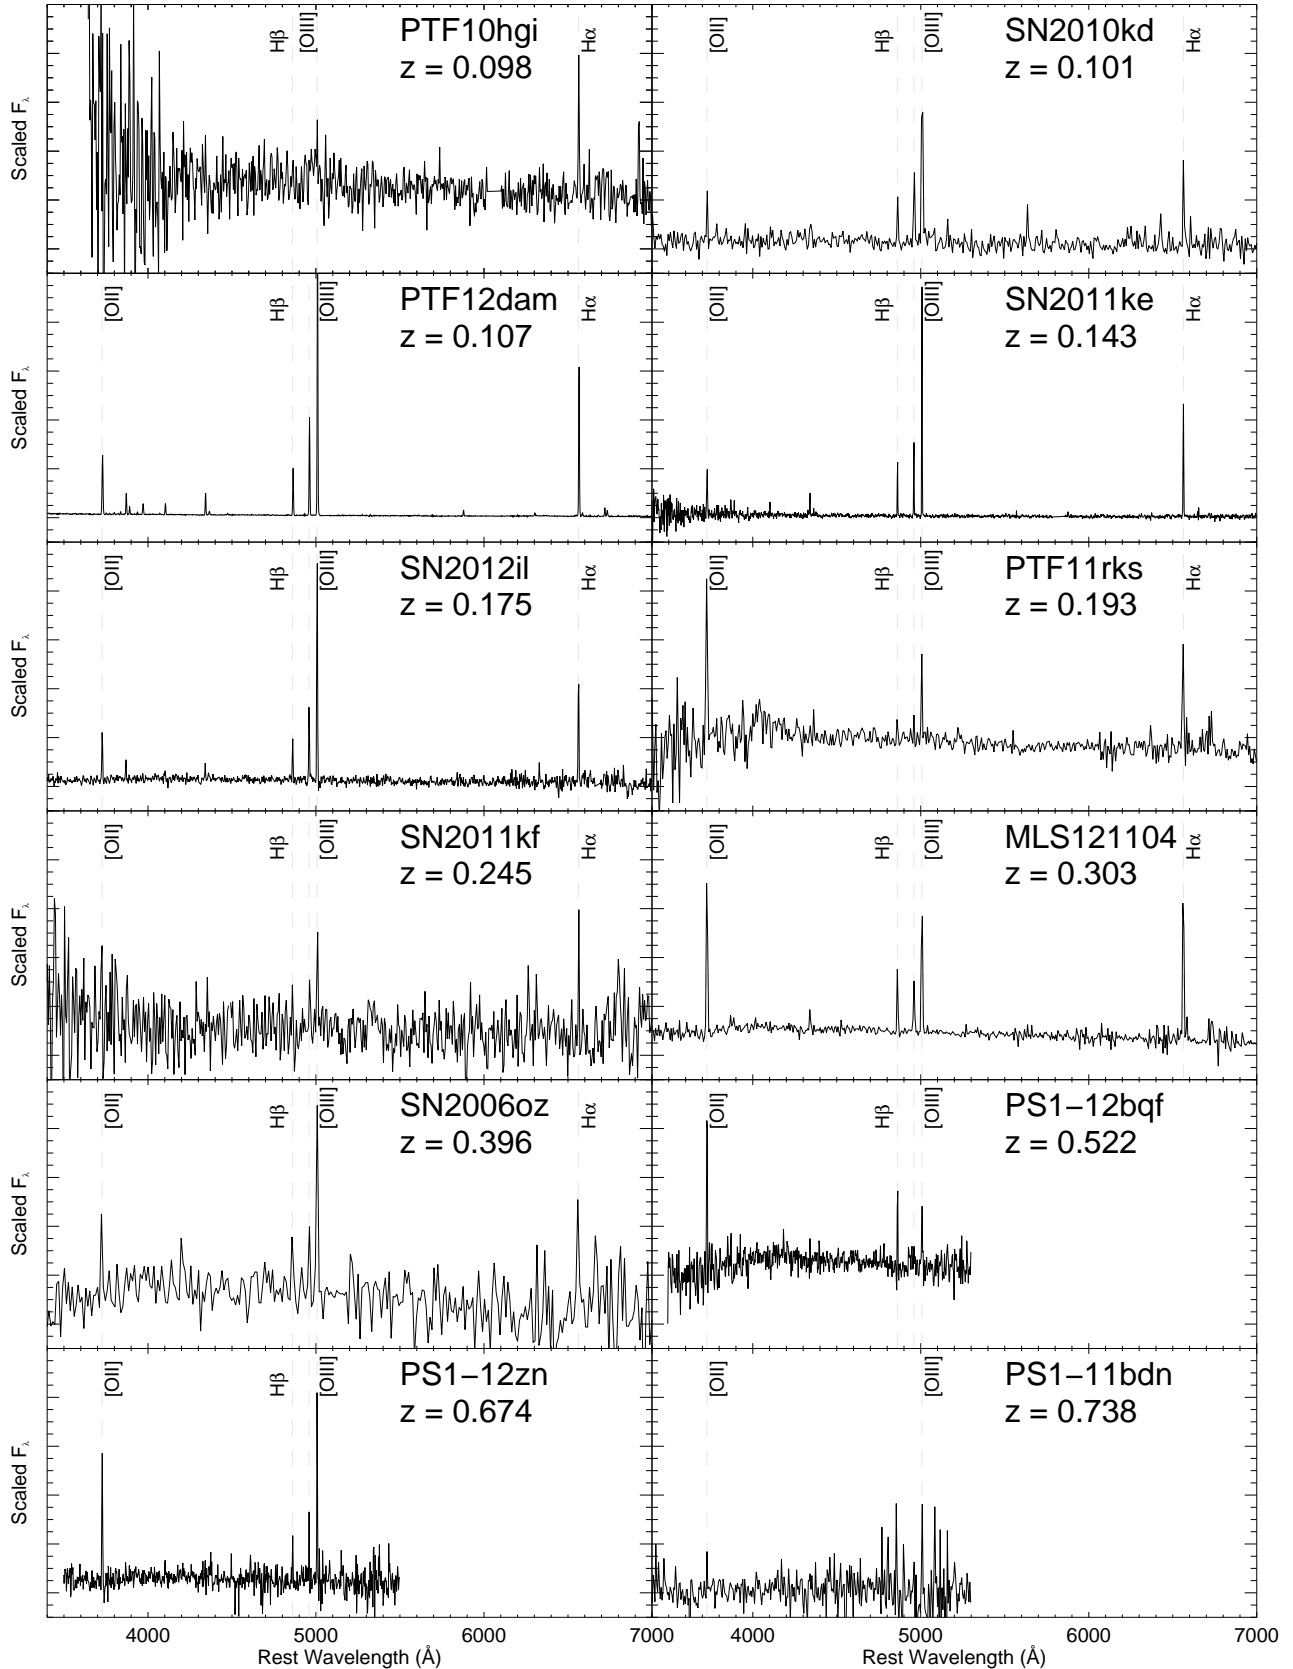 Hβ [OIII] PTF10hgi Hα
z = 0.098
Scaled Fλ
[OII] Hβ [OIII] SN2010kd Hα
z = 0.101
[OII] Hβ [OIII] PTF12dam Hα
z = 0.107
Scaled Fλ
[OII] Hβ [OIII] SN2011ke Hα
z = 0.143
[OII] Hβ [OIII] SN2012il Hα
z = 0.175
Scaled Fλ
[OII] Hβ [OIII] PTF11rks Hα
z = 0.193
[OII] Hβ [OIII] SN2011kf Hα
z = 0.245
Scaled Fλ
[OII] Hβ [OIII] MLS121104 Hα
z = 0.303
[OII] Hβ [OIII] SN2006oz Hα
z = 0.396
Scaled Fλ
[OII] Hβ [OIII] PS1−12bqf
z = 0.522
[OII] Hβ [OIII] PS1−12zn
z = 0.674
Scaled Fλ
[OII] [OIII] PS1−11bdn
z = 0.738
4000 5000 6000 7000 4000 5000 6000 7000
Rest Wavelength (Å) Rest Wavelength (Å)